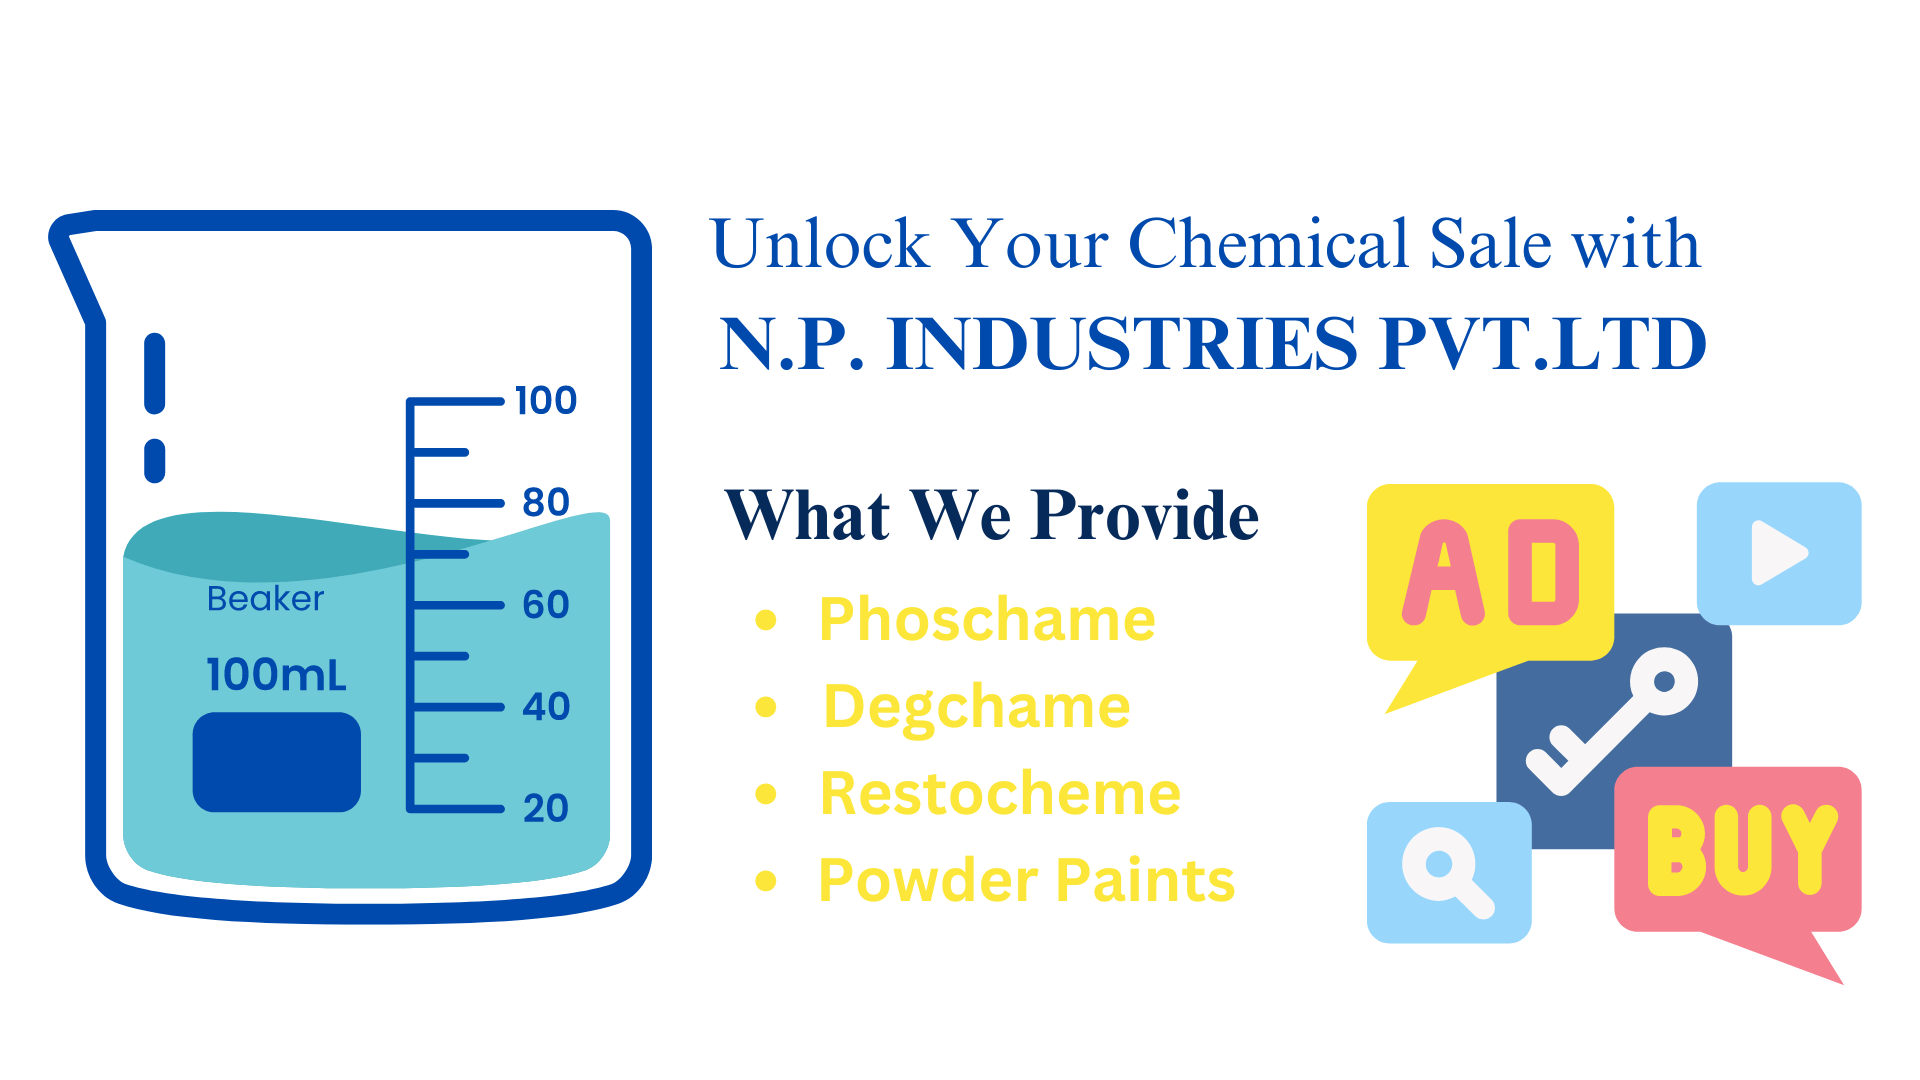 Unlock Your Chemical Sale with
N.P. INDUSTRIES PVT.LTD
100
80
60
40
20
Beaker
100mL
What We Provide
Phoschame
Degchame
Restocheme
Powder Paints
AD
BUY